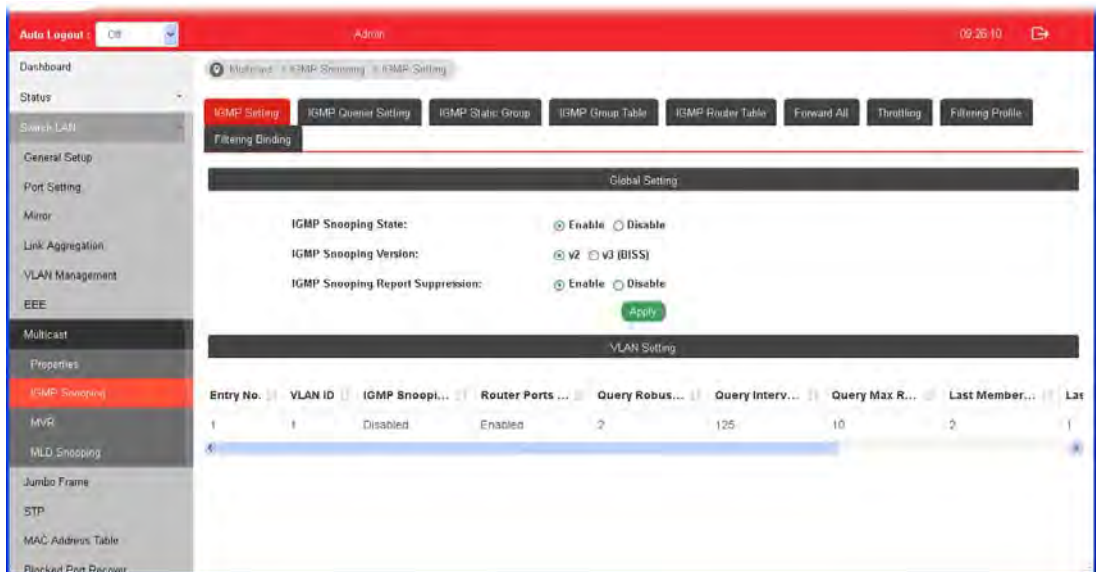 Auto Logout : Off Admin 09:26:10
Dashboard
Status
Switch LAN
General Setup
Port Setting
Mirror
Link Aggregation
VLAN Management
EEE
Multicast
Properties
IGMP Snooping
MVR
MLD Snooping
Jumbo Frame
STP
MAC Address Table
Blocked Port Recover
Multicast > IGMP Snooping > IGMP Setting
IGMP Setting IGMP Querier Setting IGMP Static Group IGMP Group Table IGMP Router Table Forward All Throttling Filtering Profile
Filtering Binding
Global Setting
IGMP Snooping State: Enable Disable
IGMP Snooping Version: v2 v3 (BISS)
IGMP Snooping Report Suppression: Enable Disable
Apply
VLAN Setting
Entry No. VLAN ID IGMP Snoopi... Router Ports ... Query Robus... Query Interv... Query Max R... Last Member... Las
1 1 Disabled Enabled 2 125 10 2 1